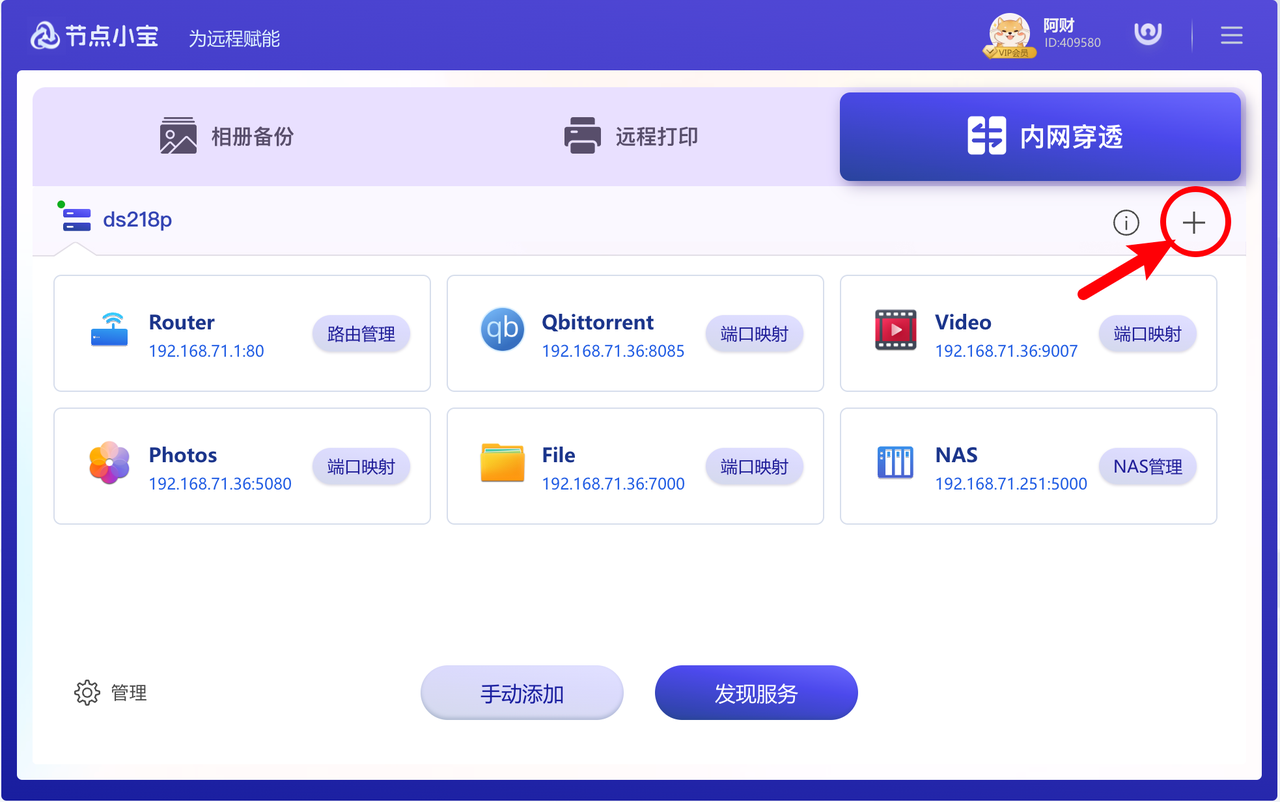 节点小宝 为远程赋能
阿财
ID:409580
VIP会员
相册备份
远程打印
内网穿透
ds218p
Router
192.168.71.1:80
路由管理
qb
Qbittorrent
192.168.71.36:8085
端口映射
Video
192.168.71.36:9007
端口映射
Photos
192.168.71.36:5080
端口映射
File
192.168.71.36:7000
端口映射
NAS
192.168.71.251:5000
NAS管理
管理
手动添加
发现服务